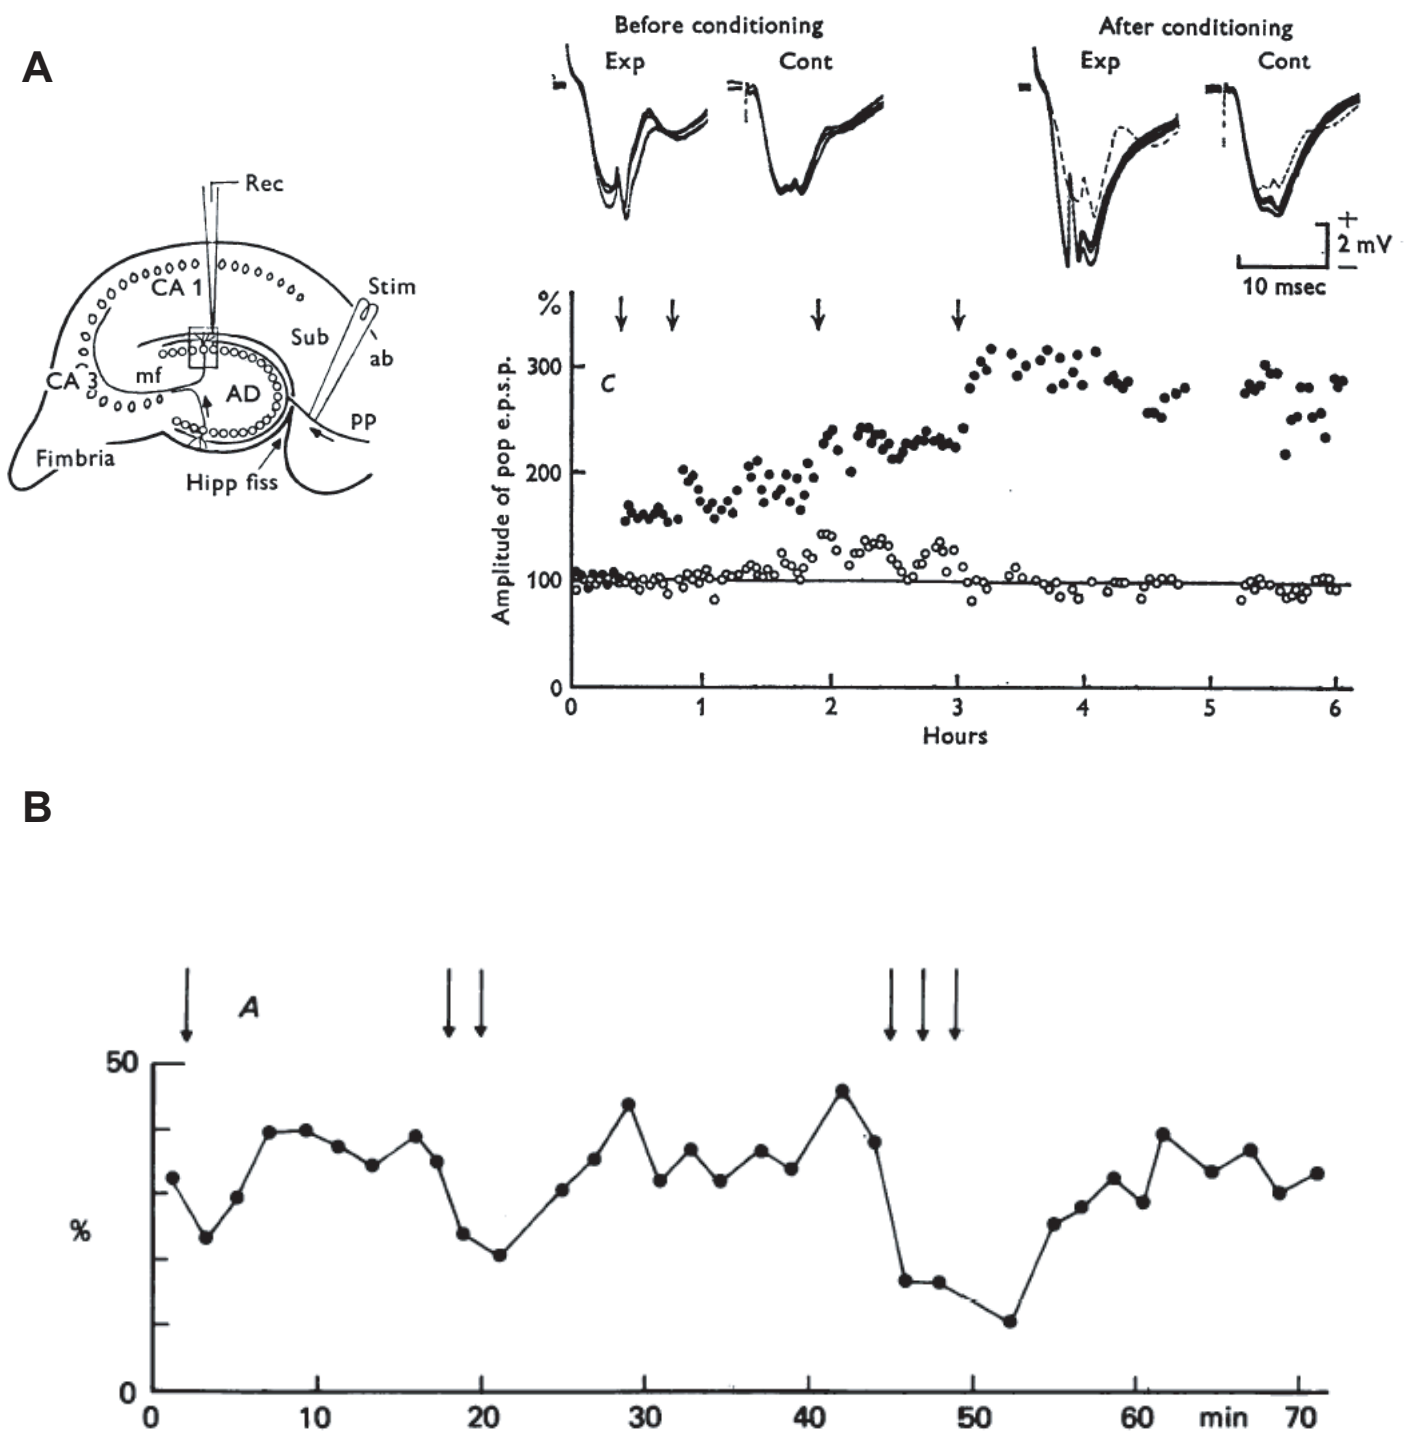 A
Before conditioning
Exp
Cont
After conditioning
Exp
Cont
+
2 mV
–
10 msec
Rec
Stim
CA 1
Sub
ab
CA 3
mf
AD
PP
Fimbria
Hipp fiss
%
C
Amplitude of pop e.p.s.p.
300
200
100
0
0 1 2 3 4 5 6
Hours
B
A
50
%
0
0 10 20 30 40 50 60 min 70